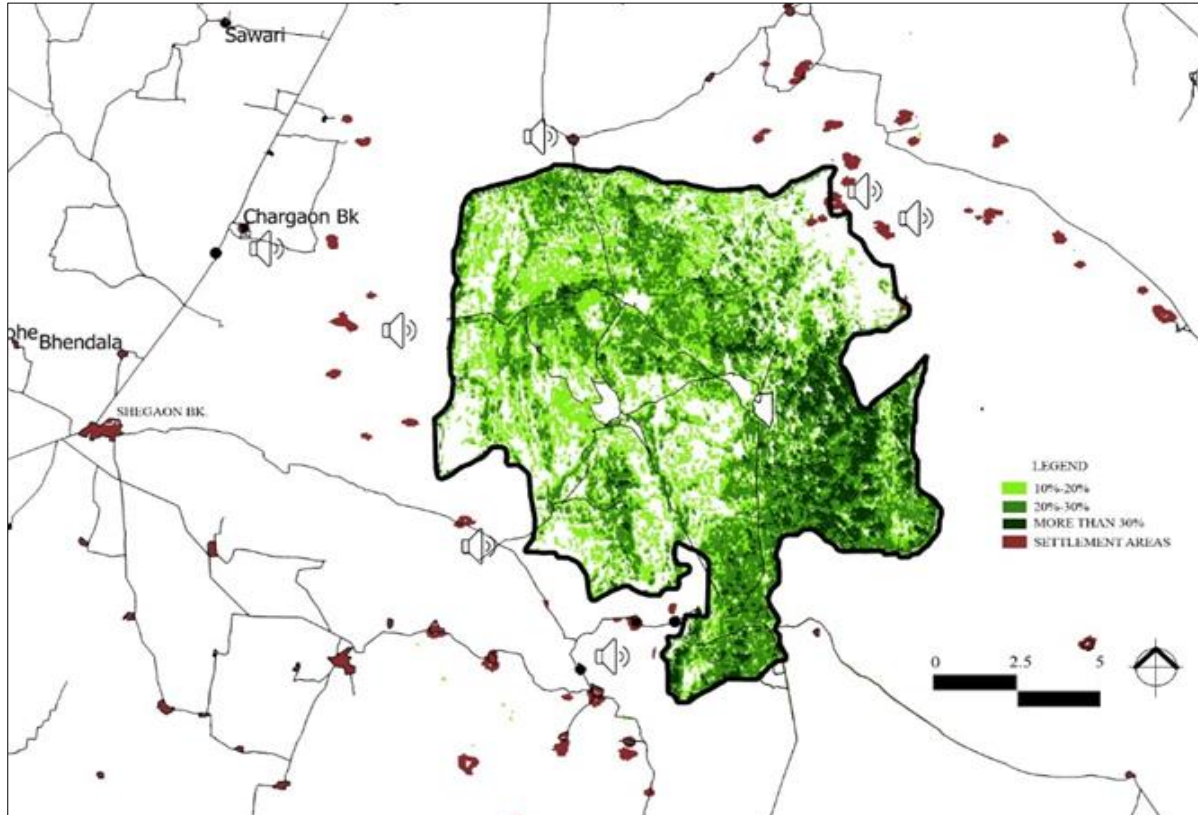 Sawari
Chargaon Bk
ohe Bhendala
SHEGAON BK.
LEGEND
10%-20%
20%-30%
MORE THAN 30%
SETTLEMENT AREAS
0 2.5 5